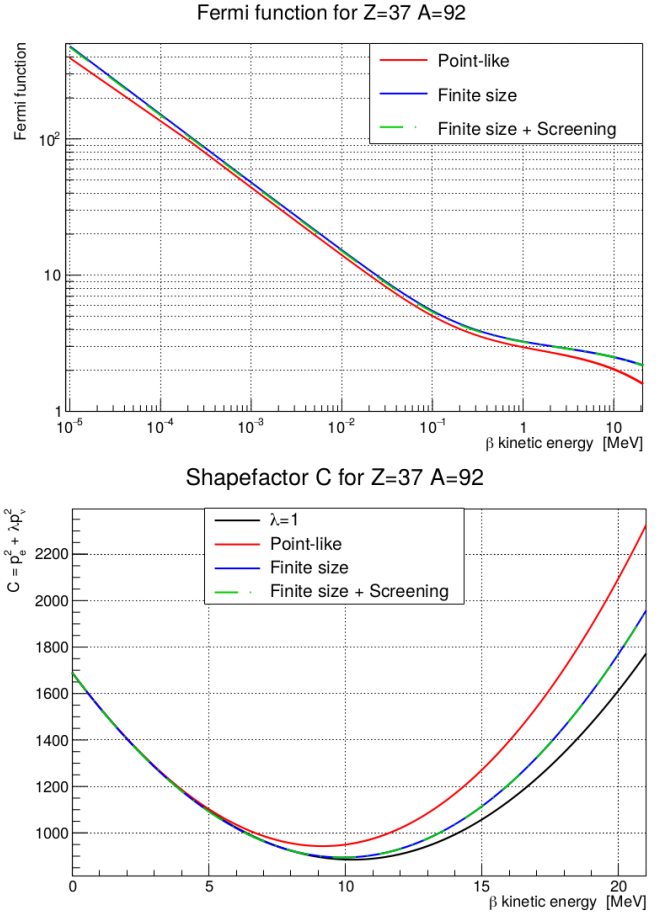 Fermi function for Z=37 A=92
Fermi function
Point-like
Finite size
Finite size + Screening
10²
10
1
10⁻⁵ 10⁻⁴ 10⁻³ 10⁻² 10⁻¹ 1 10
β kinetic energy [MeV]
Shapefactor C for Z=37 A=92
C = pₑ² + λpᵥ²
λ=1
Point-like
Finite size
Finite size + Screening
2200
2000
1800
1600
1400
1200
1000
0 5 10 15 20
β kinetic energy [MeV]